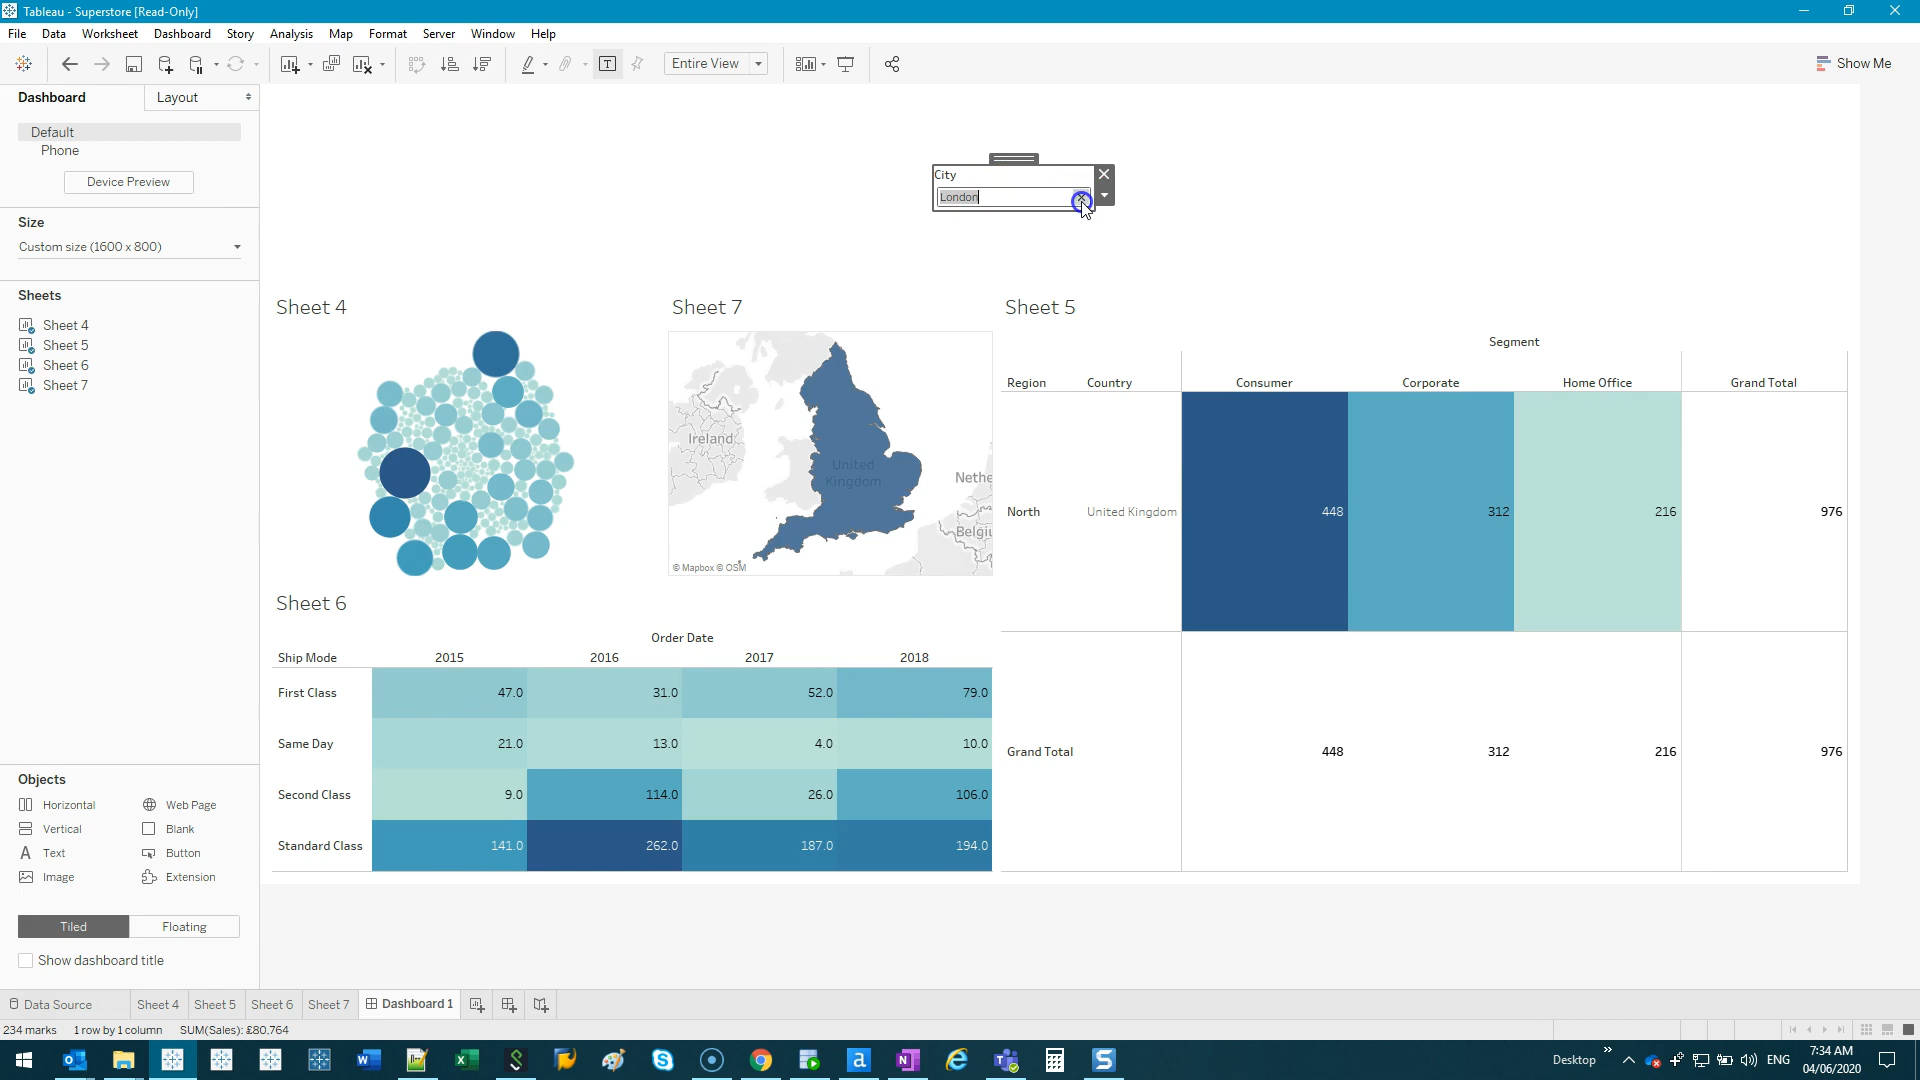 Tableau - Superstore [Read-Only]
File Data Worksheet Dashboard Story Analysis Map Format Server Window Help
Entire View
Show Me
Dashboard Layout
Default
Phone
Device Preview
Size
Custom size (1600 x 800)
Sheets
Sheet 4
Sheet 5
Sheet 6
Sheet 7
Objects
Horizontal Web Page
Vertical Blank
Text Button
Image Extension
Tiled Floating
Show dashboard title
City
London
Sheet 4
Sheet 7
Ireland
United
Kingdom
Nethe
Belgi
© Mapbox © OSM
Sheet 5
Segment
Region Country Consumer Corporate Home Office Grand Total
North United Kingdom 448 312 216 976
Grand Total 448 312 216 976
Sheet 6
Order Date
Ship Mode 2015 2016 2017 2018
First Class 47.0 31.0 52.0 79.0
Same Day 21.0 13.0 4.0 10.0
Second Class 9.0 114.0 26.0 106.0
Standard Class 141.0 262.0 187.0 194.0
Data Source Sheet 4 Sheet 5 Sheet 6 Sheet 7 Dashboard 1
234 marks 1 row by 1 column SUM(Sales): £80,764
Desktop ENG 7:34 AM
04/06/2020